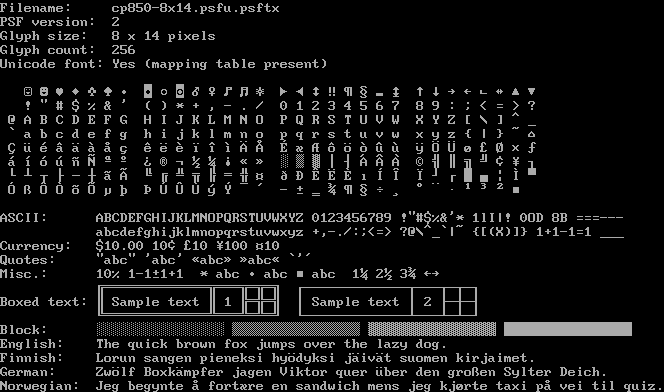 Filename:     cp850-8x14.psfu.psftx
PSF version:  2
Glyph size:   8 x 14 pixels
Glyph count:  256
Unicode font: Yes (mapping table present)
☺ ☻ ♥ ♦ ♣ ♠ • ◘ ○ ◙ ♂ ♀ ♪ ♫ ☼ ► ◄ ↕ ‼ ¶ § ▬ ↨ ↑ ↓ → ← ∟ ↔ ▲ ▼
! " # $ % & ' ( ) * + , - . / 0 1 2 3 4 5 6 7 8 9 : ; < = > ?
@ A B C D E F G H I J K L M N O P Q R S T U V W X Y Z [ \ ] ^ _
` a b c d e f g h i j k l m n o p q r s t u v w x y z { | } ~ ⌂
Ç ü é â ä à å ç ê ë è ï î ì Ä Å É æ Æ ô ö ò û ù ÿ Ö Ü ø £ Ø × ƒ
á í ó ú ñ Ñ ª º ¿ ® ¬ ½ ¼ ¡ « » ░ ▒ ▓ │ ┤ Á Â À © ╣ ║ ╗ ╝ ¢ ¥ ┐
└ ┴ ┬ ├ ─ ┼ ã Ã ╚ ╔ ╩ ╦ ╠ ═ ╬ ¤ ð Ð Ê Ë È ı Í Î Ï ┘ ┌ █ ▄ ¦ Ì ▀
Ó ß Ô Ò õ Õ µ þ Þ Ú Û Ù ý Ý ¯ ´ - ± ‗ ¾ ¶ § ÷ ¸ ° ¨ · ¹ ³ ² ■
ASCII:      ABCDEFGHIJKLMNOPQRSTUVWXYZ 0123456789 !"#$%&'* 1lI|! 0OD 8B ===---
abcdefghijklmnopqrstuvwxyz +,-./:;<=> ?@\^_`|~ {[(X)]} 1+1-1=1 ___
Currency:   $10.00 10¢ £10 ¥100 ¤10
Quotes:     "abc" 'abc' «abc» »abc« `'´
Misc.:      10% 1-1±1+1  * abc • abc ■ abc  1¼ 2½ 3¾ ↔
Boxed text: Sample text 1 Sample text 2
Block:
English:    The quick brown fox jumps over the lazy dog.
Finnish:    Lorun sangen pieneksi hyödyksi jäivät suomen kirjaimet.
German:     Zwölf Boxkämpfer jagen Viktor quer über den großen Sylter Deich.
Norwegian:  Jeg begynte å fortære en sandwich mens jeg kjørte taxi på vei til quiz.